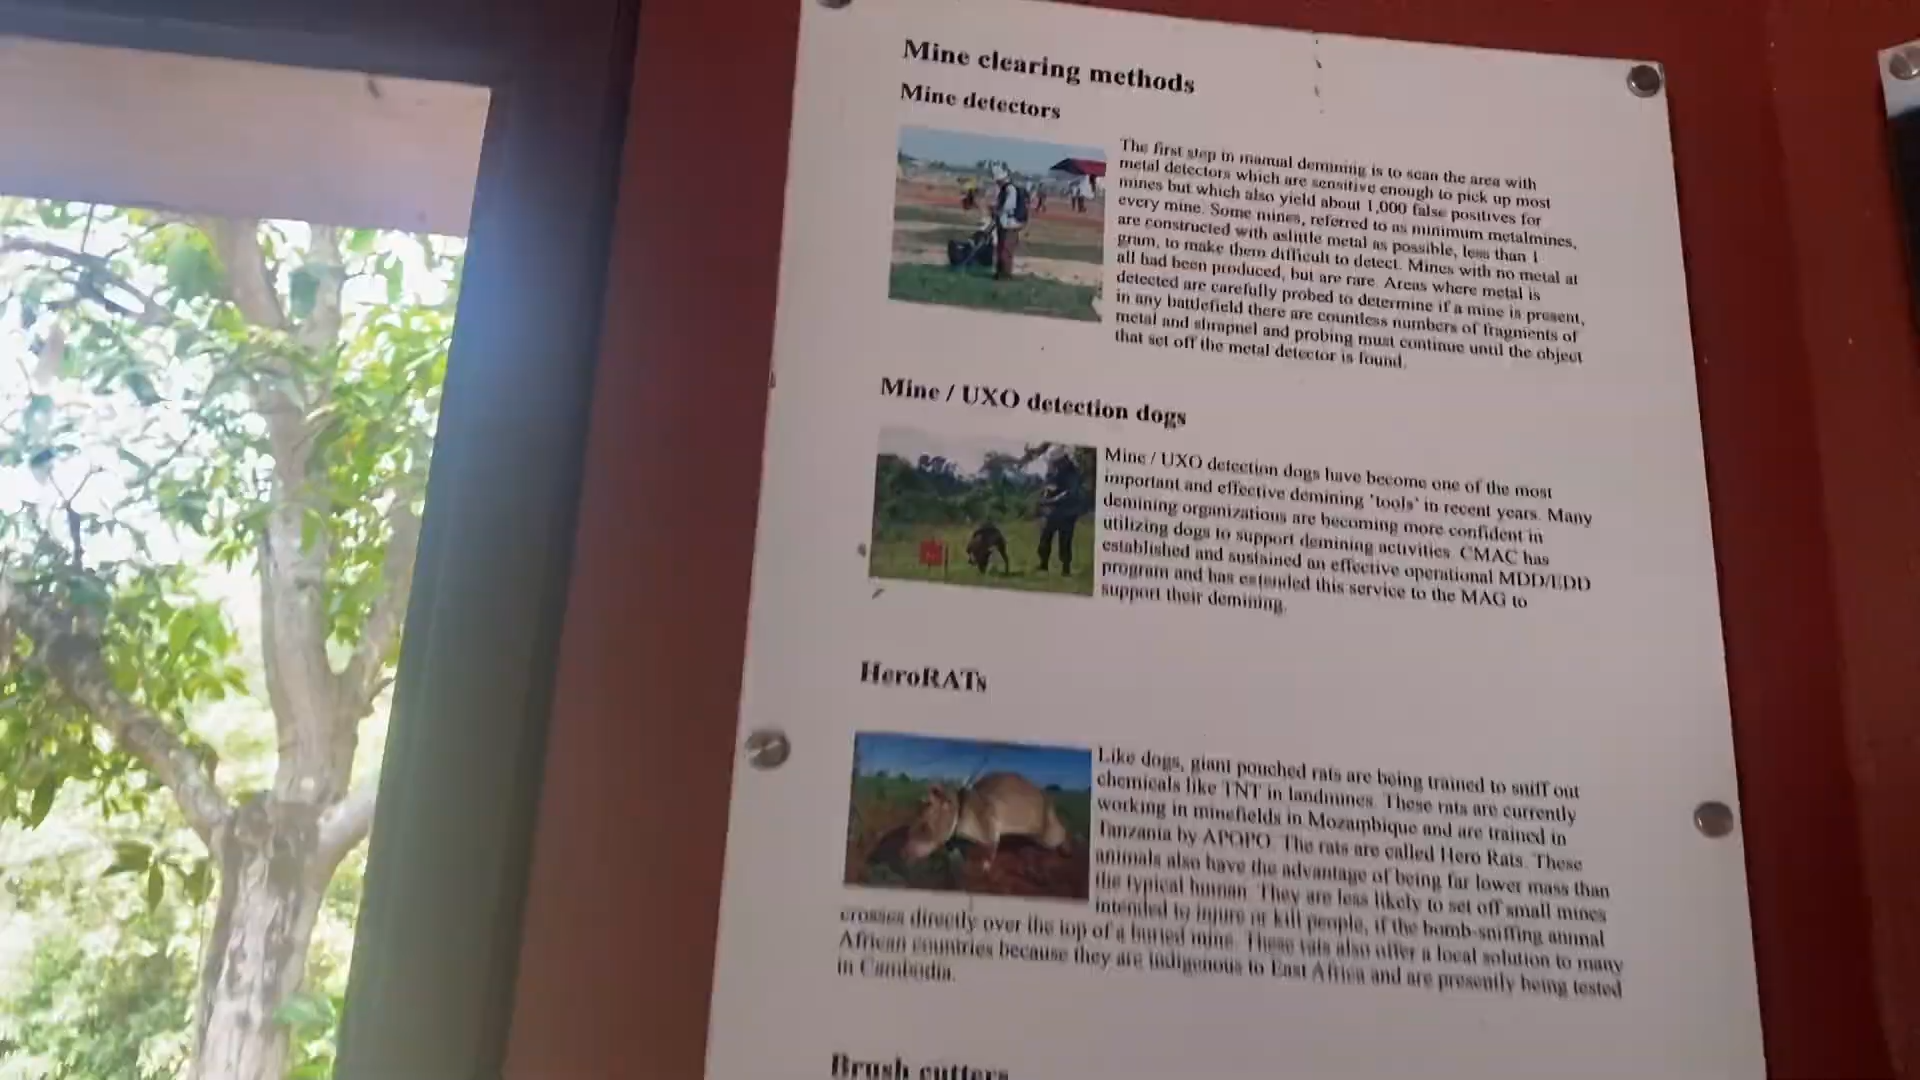 Mine clearing methods
Mine detectors
The first step in manual demining is to scan the area with
metal detectors which are sensitive enough to pick up most
mines but which also yield about 1,000 false positives for
every mine. Some mines, referred to as minimum metalmines,
are constructed with aslittle metal as possible, less than 1
gram, to make them difficult to detect. Mines with no metal at
all had been produced, but are rare. Areas where metal is
detected are carefully probed to determine if a mine is present,
in any battlefield there are countless numbers of fragments of
metal and shrapnel and probing must continue until the object
that set off the metal detector is found.
Mine / UXO detection dogs
Mine / UXO detection dogs have become one of the most
important and effective demining 'tools' in recent years. Many
demining organizations are becoming more confident in
utilizing dogs to support demining activities. CMAC has
established and sustained an effective operational MDD/EDD
program and has extended this service to the MAG to
support their demining.
HeroRATs
Like dogs, giant pouched rats are being trained to sniff out
chemicals like TNT in landmines. These rats are currently
working in minefields in Mozambique and are trained in
Tanzania by APOPO. The rats are called Hero Rats. These
animals also have the advantage of being far lower mass than
the typical human. They are less likely to set off small mines
intended to injure or kill people, if the bomb-sniffing animal
crosses directly over the top of a buried mine. These rats also offer a local solution to many
African countries because they are indigenous to East Africa and are presently being tested
in Cambodia.
Brush cutters